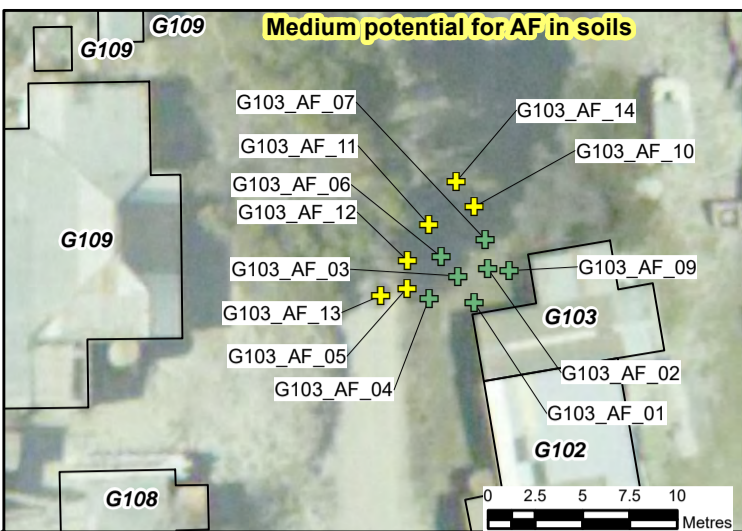 G109
Medium potential for AF in soils
G109
G103_AF_07
G103_AF_14
G103_AF_11
G103_AF_10
G103_AF_06
G103_AF_12
G109
G103_AF_03
G103_AF_09
G103_AF_13
G103
G103_AF_05
G103_AF_02
G103_AF_04
G103_AF_01
G102
G108
0 2.5 5 7.5 10
Metres